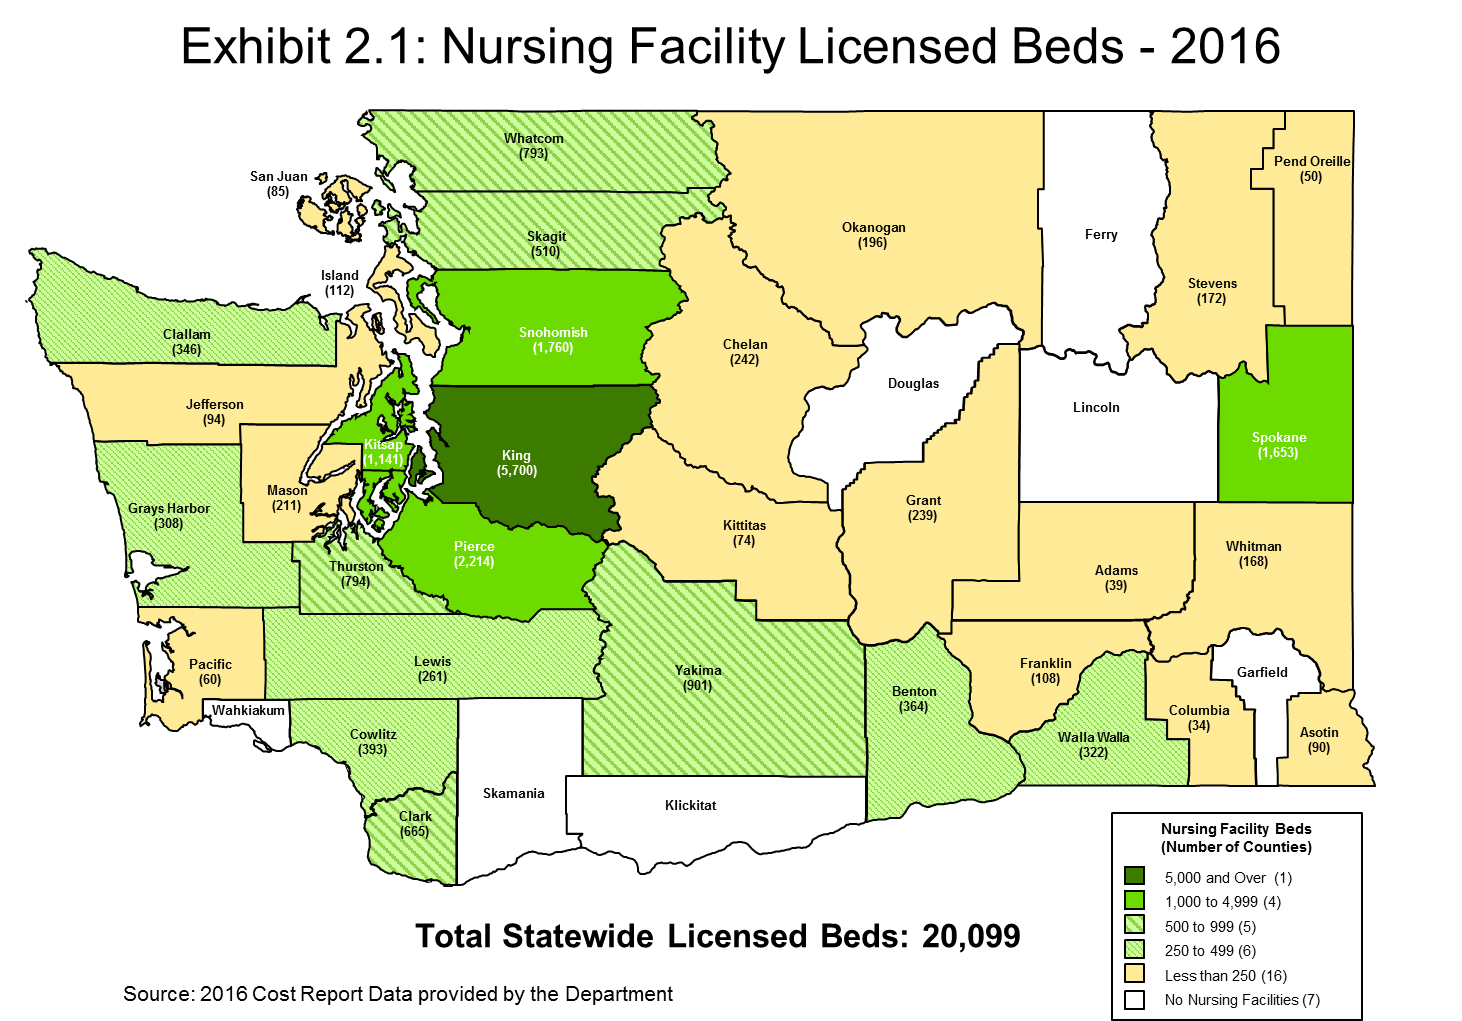 Exhibit 2.1: Nursing Facility Licensed Beds - 2016
Whatcom
(793)
San Juan
(85)
Pend Oreille
(50)
Skagit
(510)
Okanogan
(196)
Ferry
Island
(112)
Stevens
(172)
Clallam
(346)
Snohomish
(1,760)
Chelan
(242)
Douglas
Jefferson
(94)
Lincoln
Kitsap
(1,141)
King
(5,700)
Spokane
(1,653)
Mason
(211)
Grays Harbor
(308)
Grant
(239)
Kittitas
(74)
Pierce
(2,214)
Whitman
(168)
Thurston
(794)
Adams
(39)
Pacific
(60)
Lewis
(261)
Yakima
(901)
Franklin
(108)
Garfield
Benton
(364)
Wahkiakum
Columbia
(34)
Cowlitz
(393)
Walla Walla
(322)
Asotin
(90)
Skamania
Klickitat
Clark
(665)
Nursing Facility Beds
(Number of Counties)
5,000 and Over (1)
1,000 to 4,999 (4)
500 to 999 (5)
250 to 499 (6)
Less than 250 (16)
No Nursing Facilities (7)
Total Statewide Licensed Beds: 20,099
Source: 2016 Cost Report Data provided by the Department